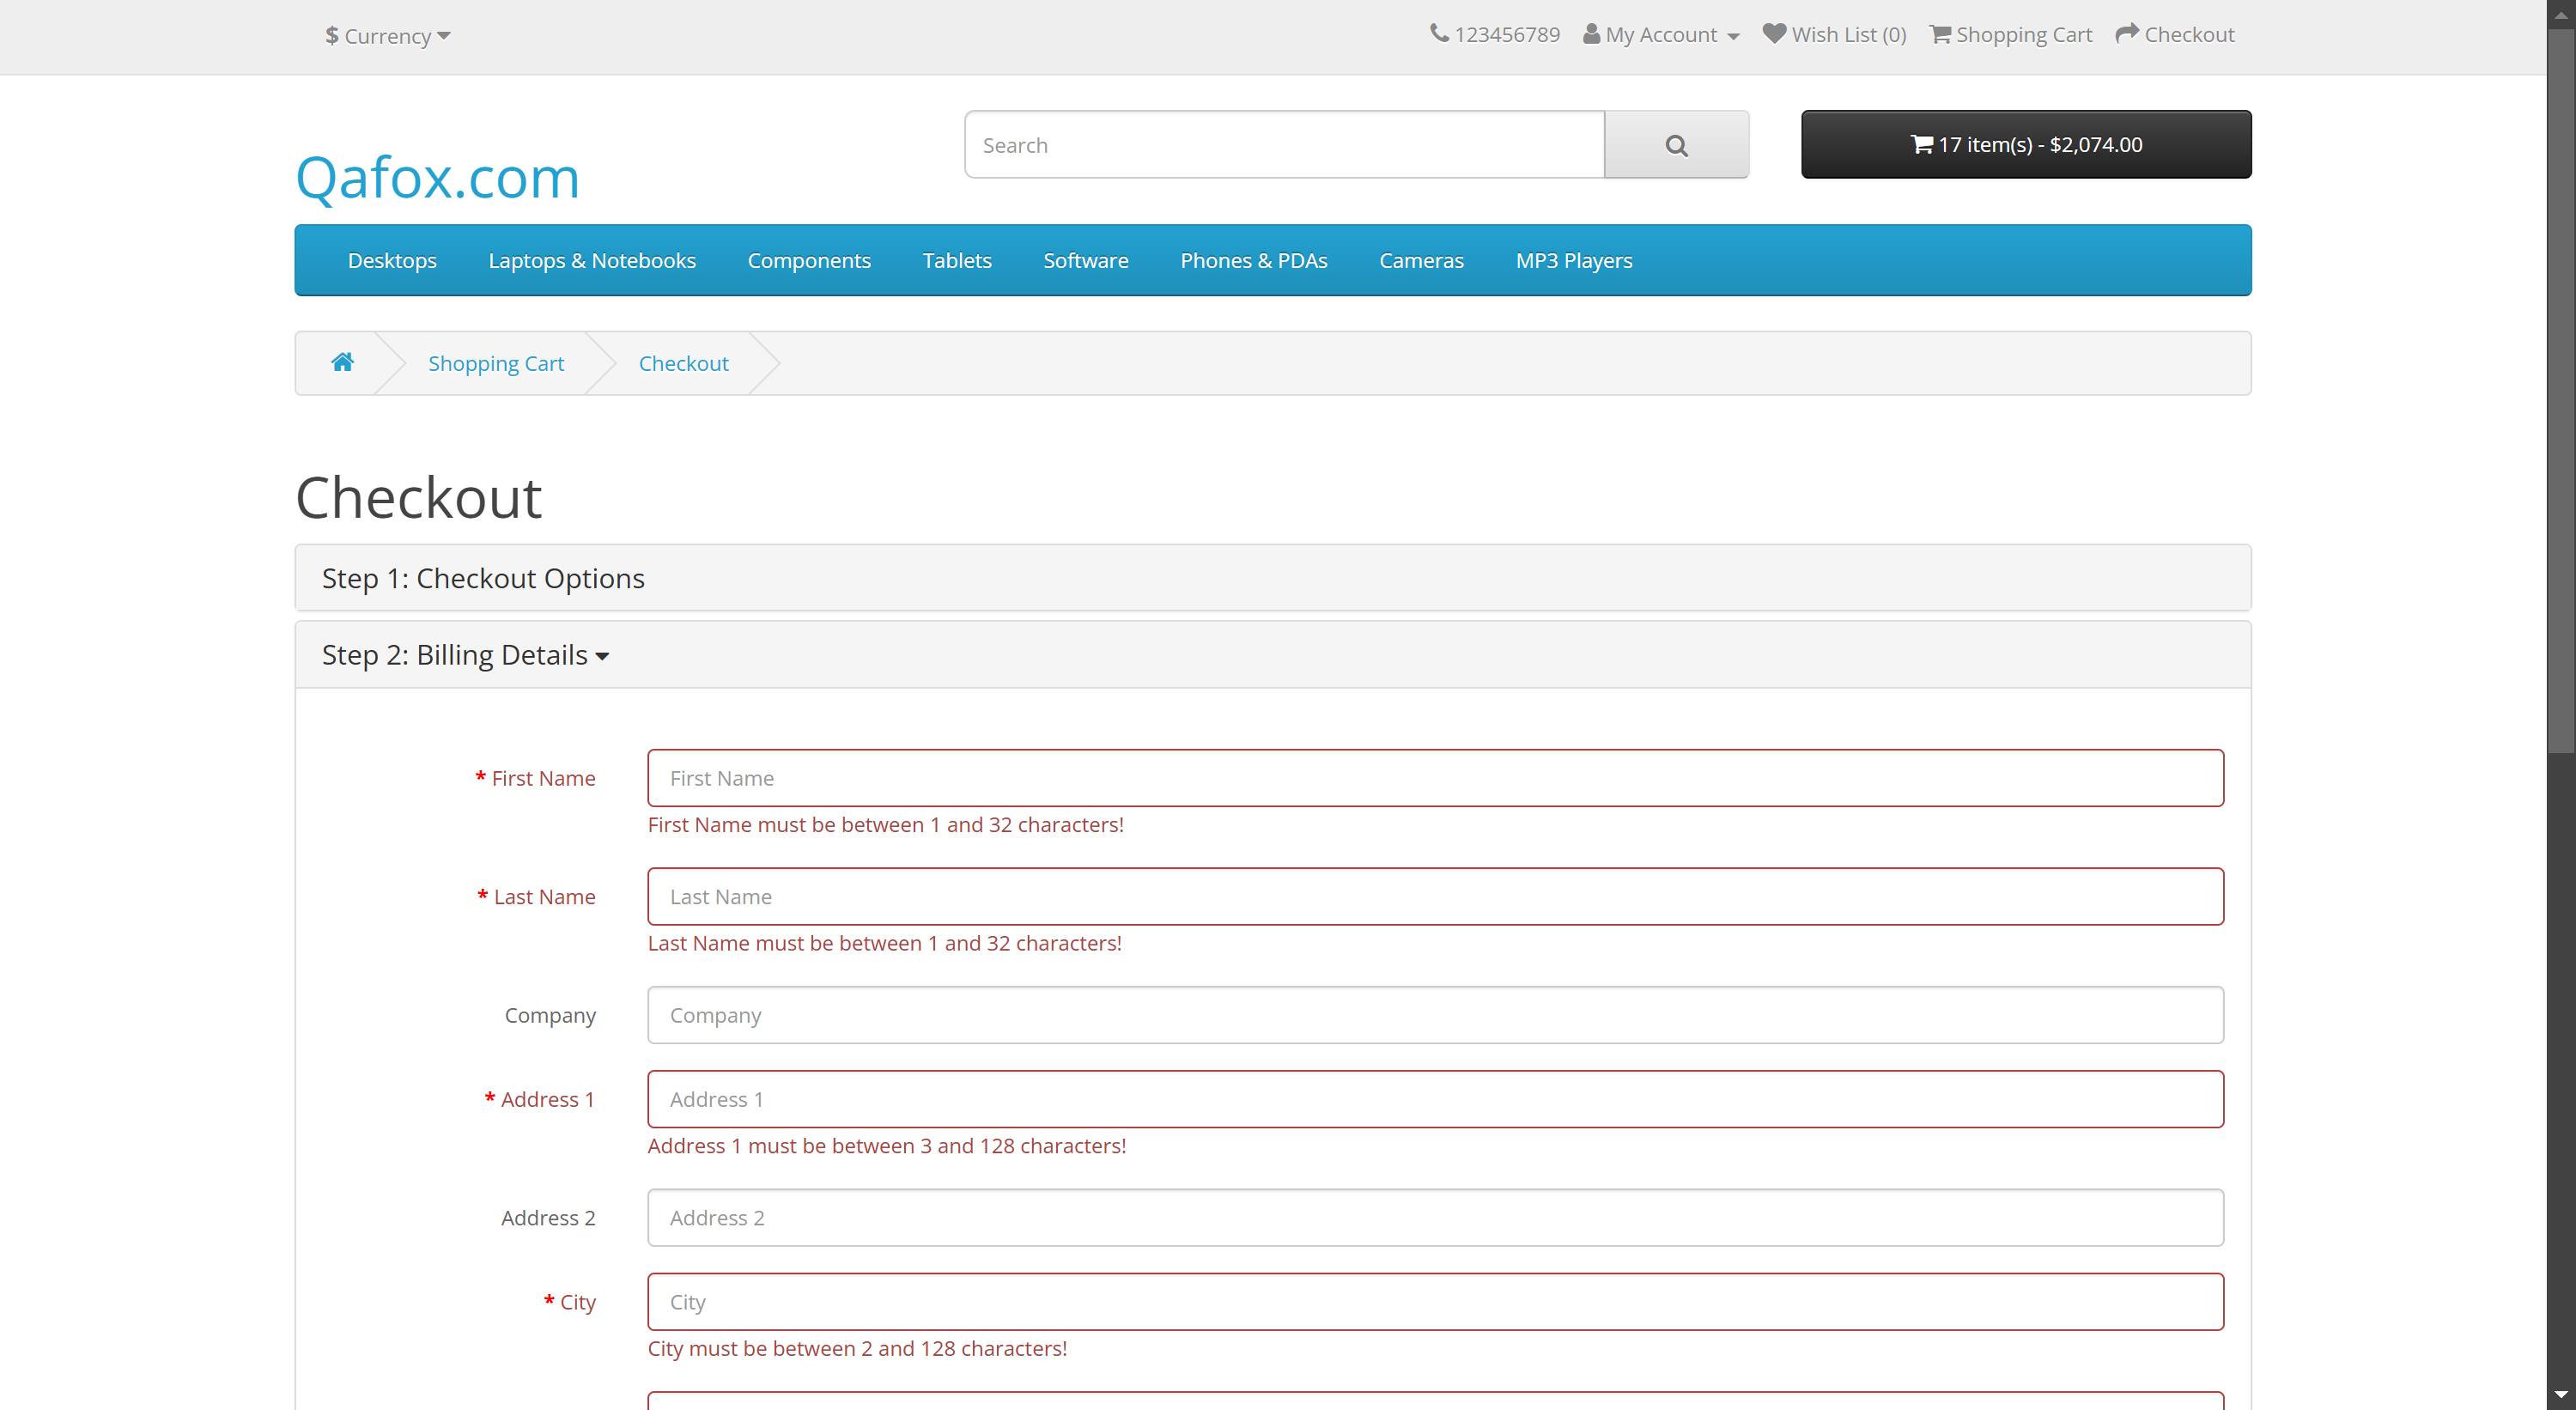 $ Currency
123456789 My Account Wish List (0) Shopping Cart Checkout
Search
17 item(s) - $2,074.00
Qafox.com
Desktops Laptops & Notebooks Components Tablets Software Phones & PDAs Cameras MP3 Players
Shopping Cart Checkout
Checkout
Step 1: Checkout Options
Step 2: Billing Details
* First Name First Name
First Name must be between 1 and 32 characters!
* Last Name Last Name
Last Name must be between 1 and 32 characters!
Company Company
* Address 1 Address 1
Address 1 must be between 3 and 128 characters!
Address 2 Address 2
* City City
City must be between 2 and 128 characters!